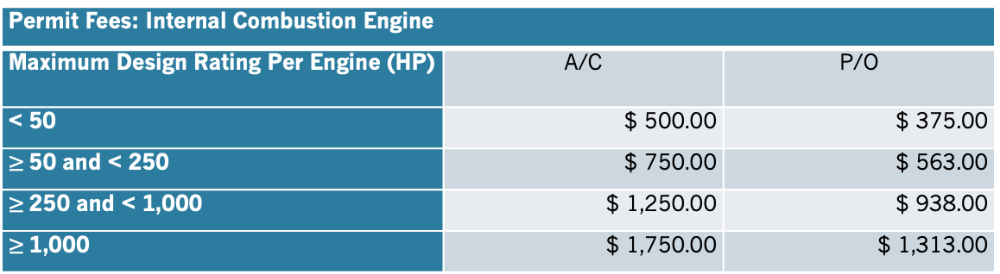 Permit Fees: Internal Combustion Engine
Maximum Design Rating Per Engine (HP) A/C P/O
< 50 $ 500.00 $ 375.00
≥ 50 and < 250 $ 750.00 $ 563.00
≥ 250 and < 1,000 $ 1,250.00 $ 938.00
≥ 1,000 $ 1,750.00 $ 1,313.00